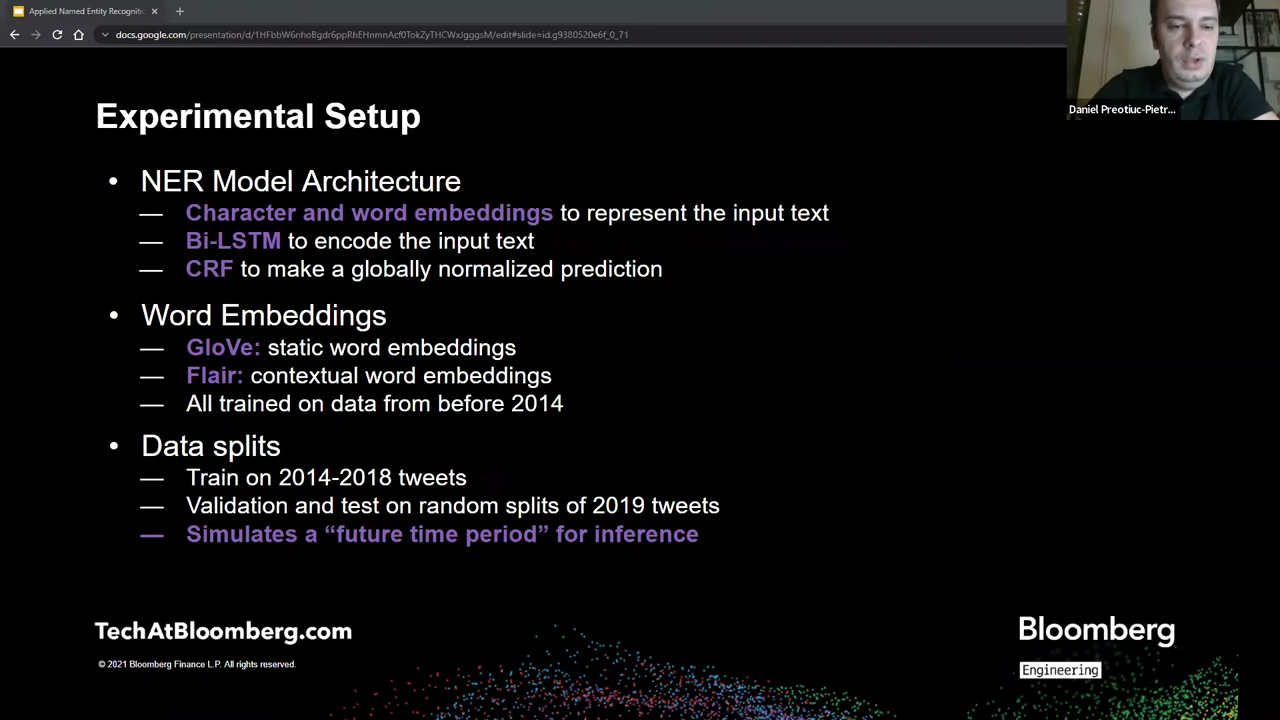 Applied Named Entity Recogniti
docs.google.com/presentation/d/1HFbbW6nhoBgdr6ppRhEHnmnAcf0TokZyTHCWxJgggsM/edit#slide=id.g9380520e6f_0_71
Daniel Preotiuc-Pietr...
Experimental Setup
• NER Model Architecture
— Character and word embeddings to represent the input text
— Bi-LSTM to encode the input text
— CRF to make a globally normalized prediction
• Word Embeddings
— GloVe: static word embeddings
— Flair: contextual word embeddings
— All trained on data from before 2014
• Data splits
— Train on 2014-2018 tweets
— Validation and test on random splits of 2019 tweets
— Simulates a “future time period” for inference
TechAtBloomberg.com
© 2021 Bloomberg Finance L.P. All rights reserved.
Bloomberg
Engineering